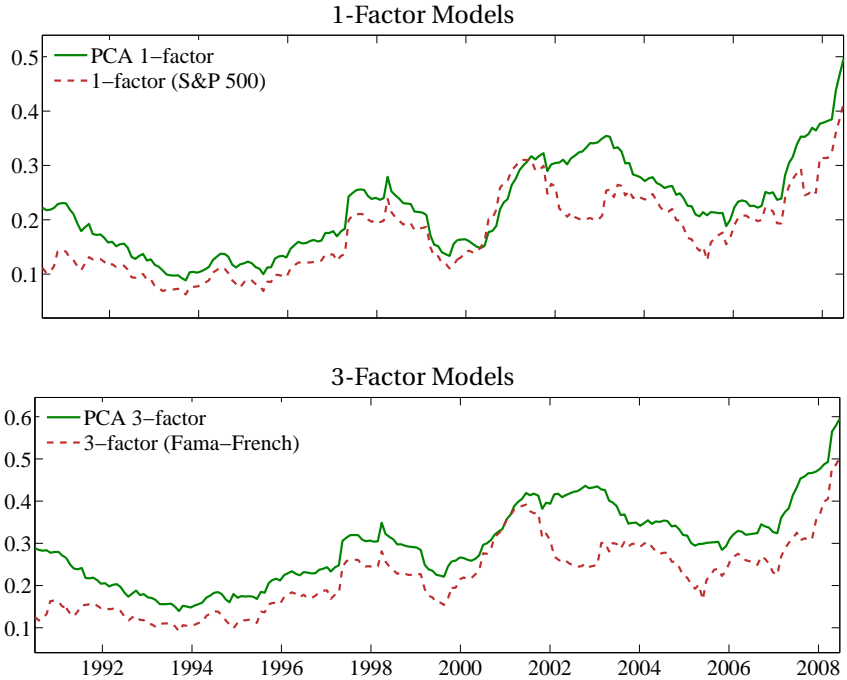 1-Factor Models
0.5
0.4
0.3
0.2
0.1
PCA 1−factor
1−factor (S&P 500)
3-Factor Models
0.6
0.5
0.4
0.3
0.2
0.1
PCA 3−factor
3−factor (Fama−French)
1992 1994 1996 1998 2000 2002 2004 2006 2008